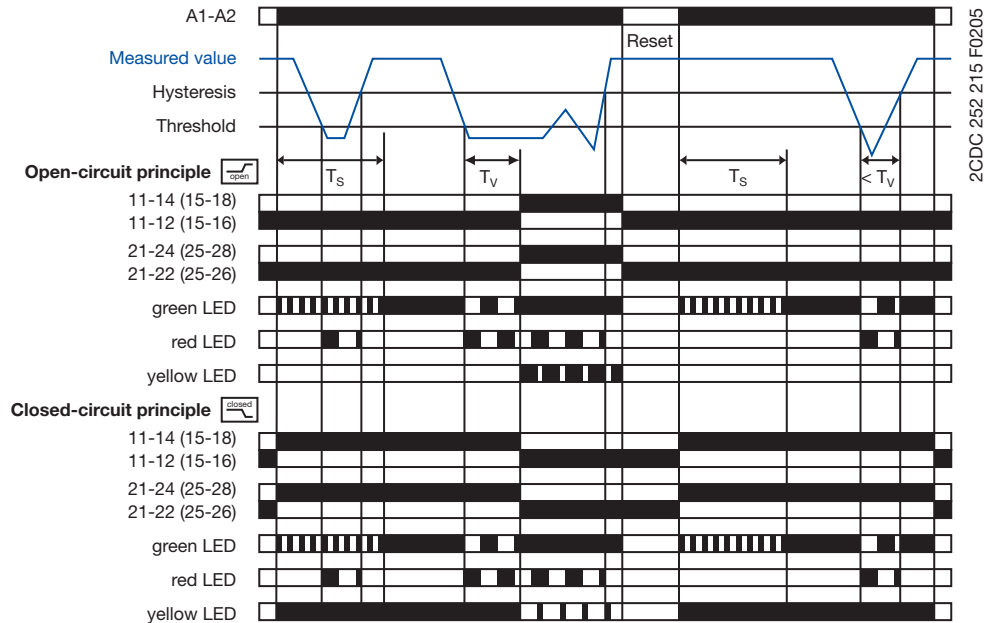 A1-A2
Reset
Measured value
Hysteresis
Threshold
2CDC 252 215 F0205
Open-circuit principle open
TS
TV
TS
< TV
11-14 (15-18)
11-12 (15-16)
21-24 (25-28)
21-22 (25-26)
green LED
red LED
yellow LED
Closed-circuit principle closed
11-14 (15-18)
11-12 (15-16)
21-24 (25-28)
21-22 (25-26)
green LED
red LED
yellow LED